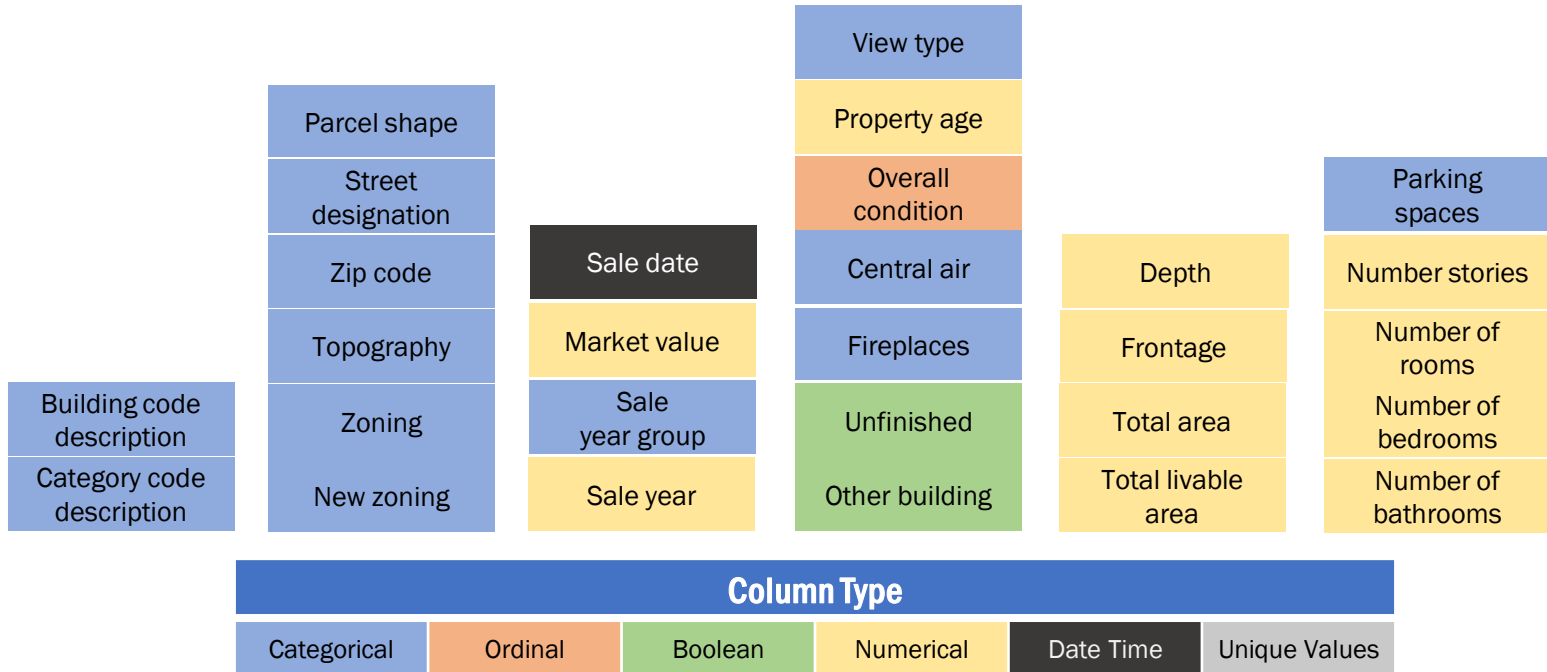 Building code
description
Category code
description
Parcel shape
Street
designation
Zip code
Topography
Zoning
New zoning
Sale date
Market value
Sale
year group
Sale year
View type
Property age
Overall
condition
Central air
Fireplaces
Unfinished
Other building
Depth
Frontage
Total area
Total livable
area
Parking
spaces
Number stories
Number of
rooms
Number of
bedrooms
Number of
bathrooms
Column Type
Categorical
Ordinal
Boolean
Numerical
Date Time
Unique Values